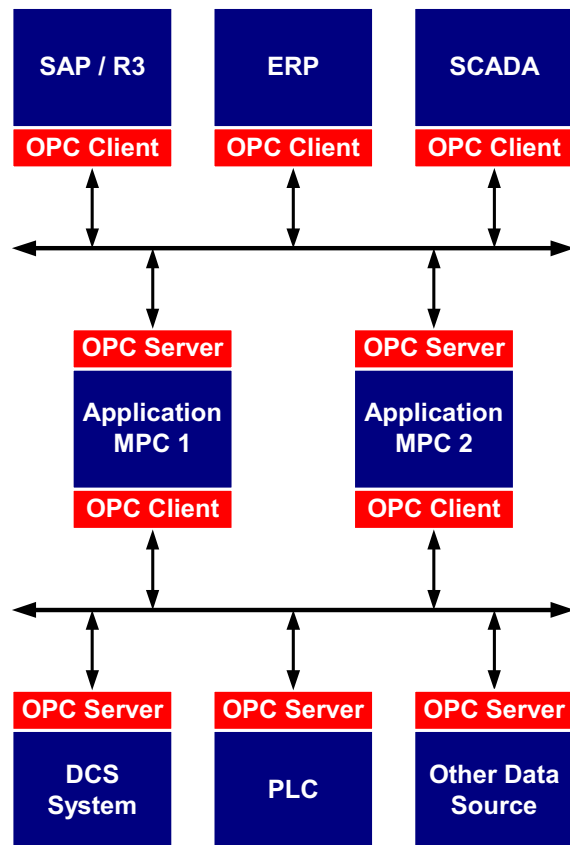 SAP / R3
ERP
SCADA
OPC Client
OPC Client
OPC Client
OPC Server
OPC Server
Application
MPC 1
Application
MPC 2
OPC Client
OPC Client
OPC Server
OPC Server
OPC Server
DCS
System
PLC
Other Data
Source